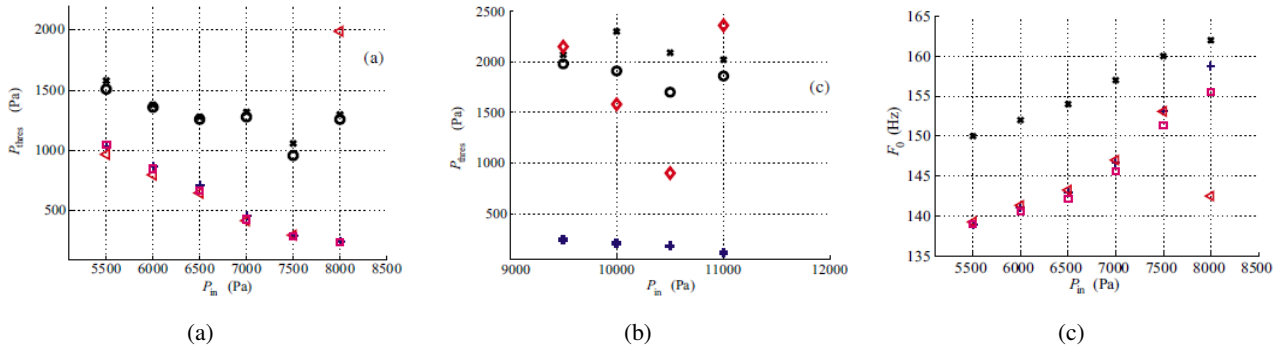 2000
1500
1000
500
P_thres (Pa)
(a)
5500 6000 6500 7000 7500 8000 8500
P_in (Pa)
(a)
2500
2000
1500
1000
500
P_thres (Pa)
(c)
9000 10000 11000 12000
P_in (Pa)
(b)
165
160
155
150
145
140
135
F_0 (Hz)
5500 6000 6500 7000 7500 8000 8500
P_in (Pa)
(c)